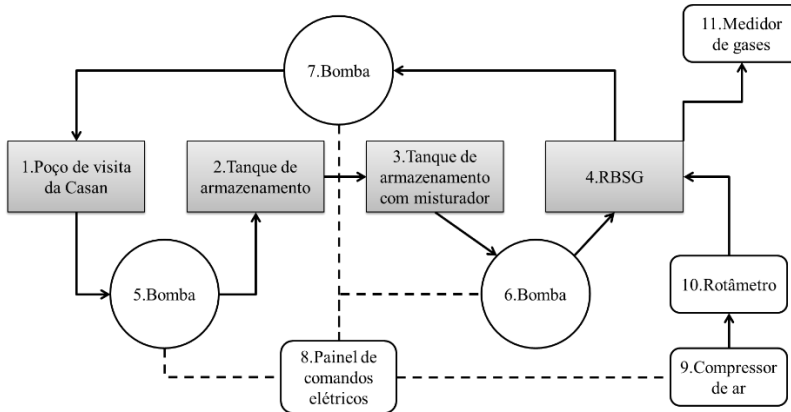 11.Medidor
de gases
7.Bomba
1.Poço de visita
da Casan
2.Tanque de
armazenamento
3.Tanque de
armazenamento
com misturador
4.RBSG
5.Bomba
6.Bomba
10.Rotâmetro
8.Painel de
comandos
elétricos
9.Compressor
de ar